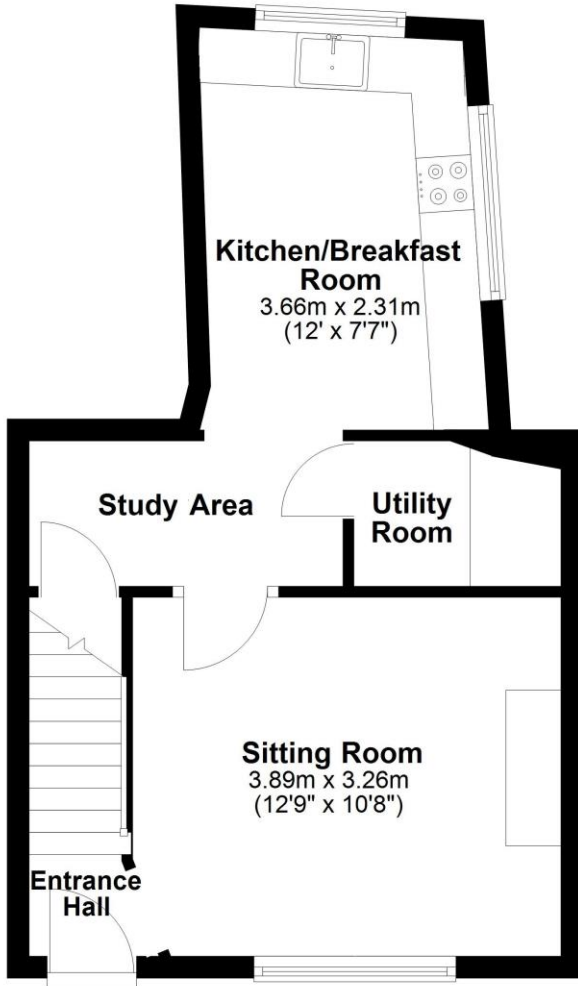 Kitchen/Breakfast
Room
3.66m x 2.31m
(12' x 7'7")
Study Area
Utility
Room
Sitting Room
3.89m x 3.26m
(12'9" x 10'8")
Entrance
Hall